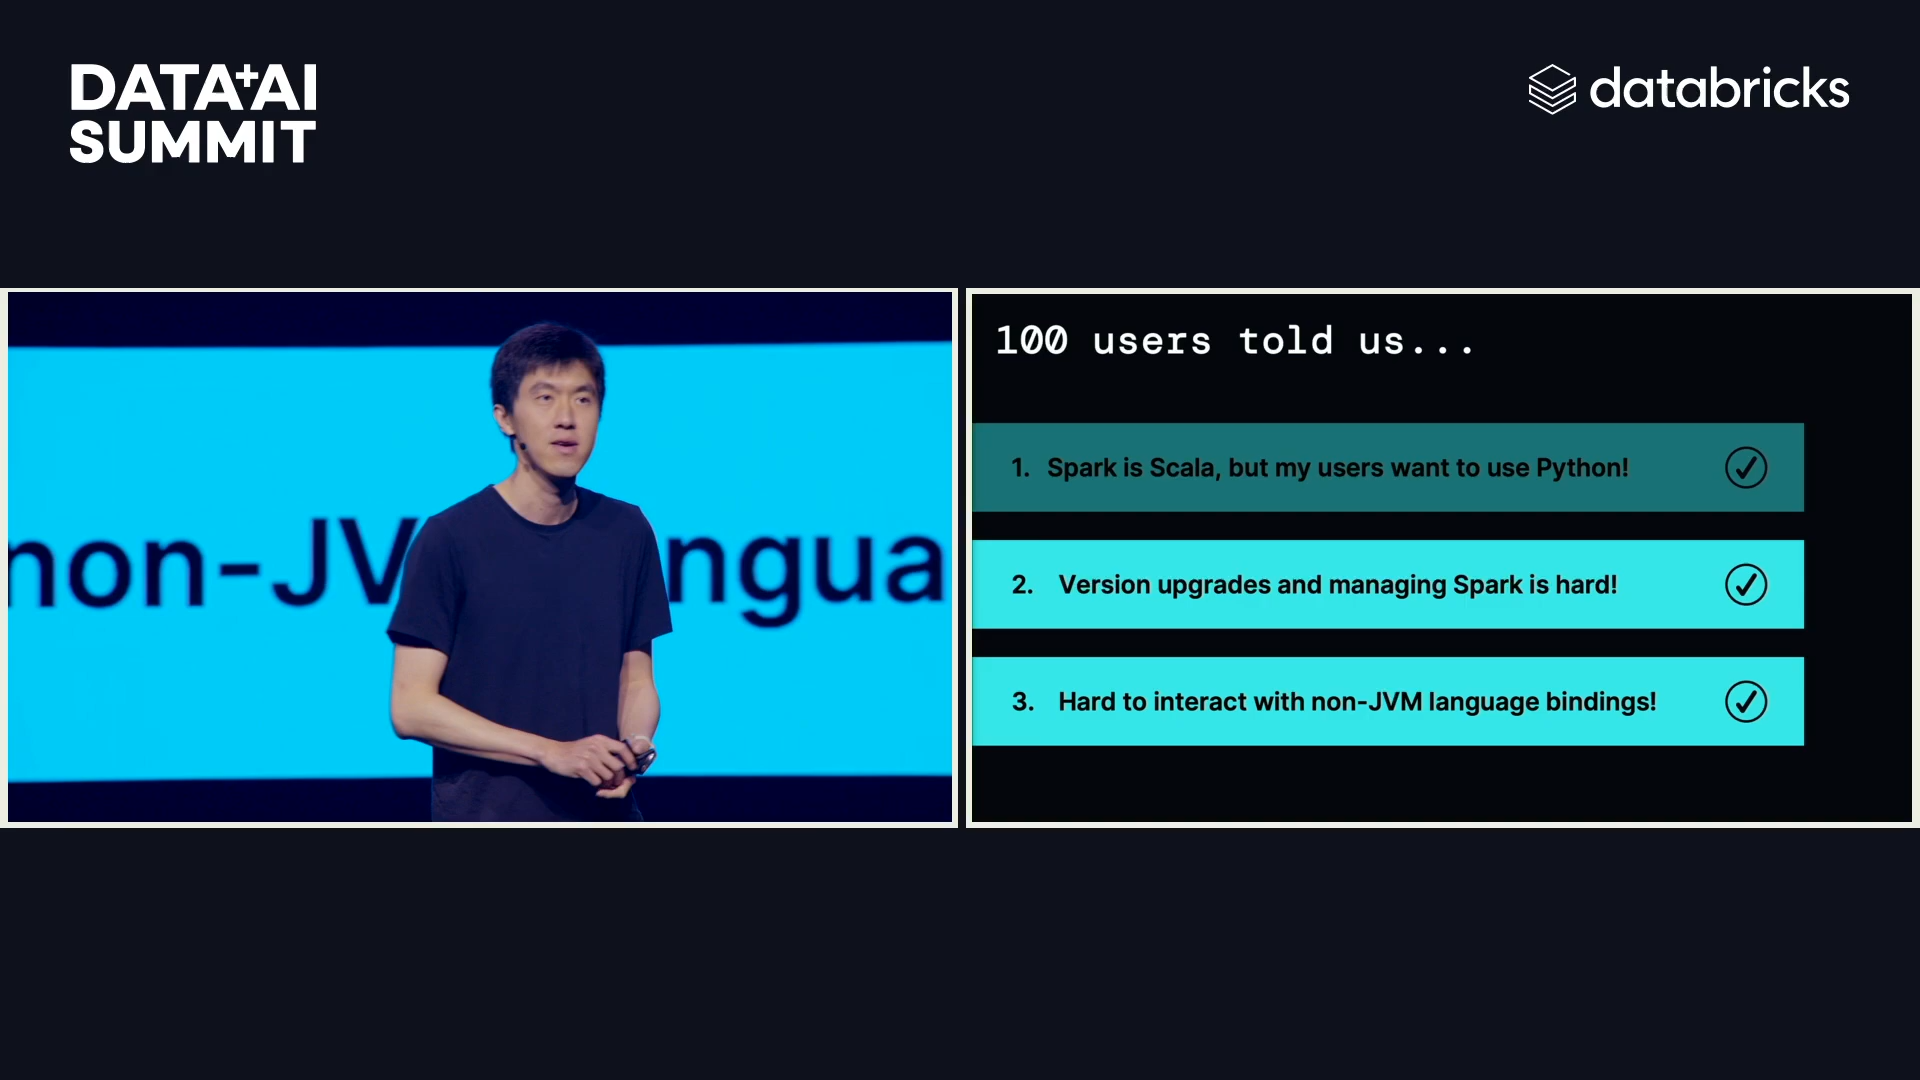 DATA+AI
SUMMIT
databricks
non-JV ngua
100 users told us...
1. Spark is Scala, but my users want to use Python!
2. Version upgrades and managing Spark is hard!
3. Hard to interact with non-JVM language bindings!